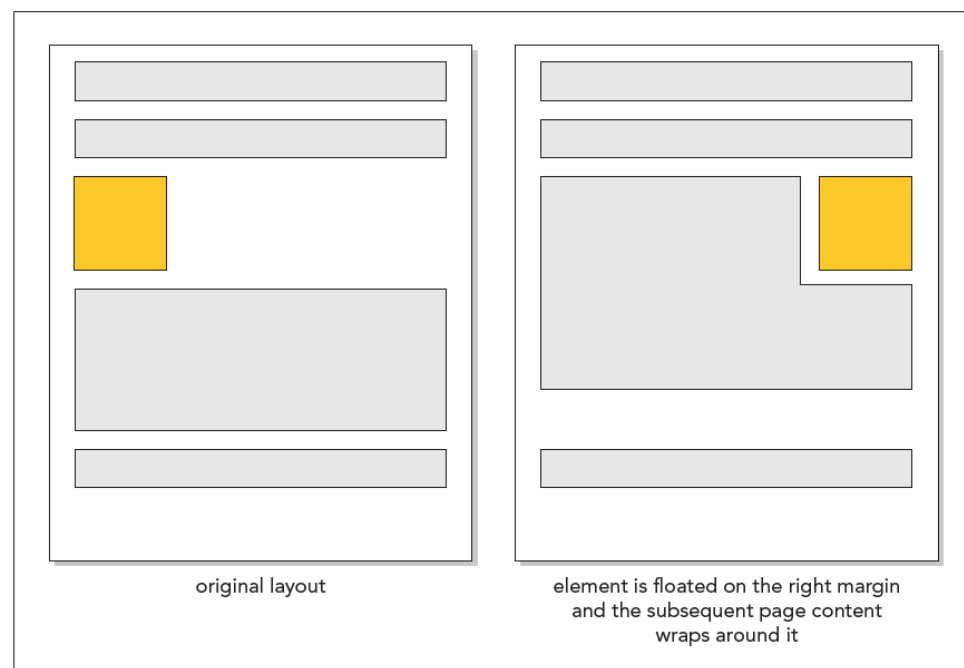 original layout
element is floated on the right margin
and the subsequent page content
wraps around it